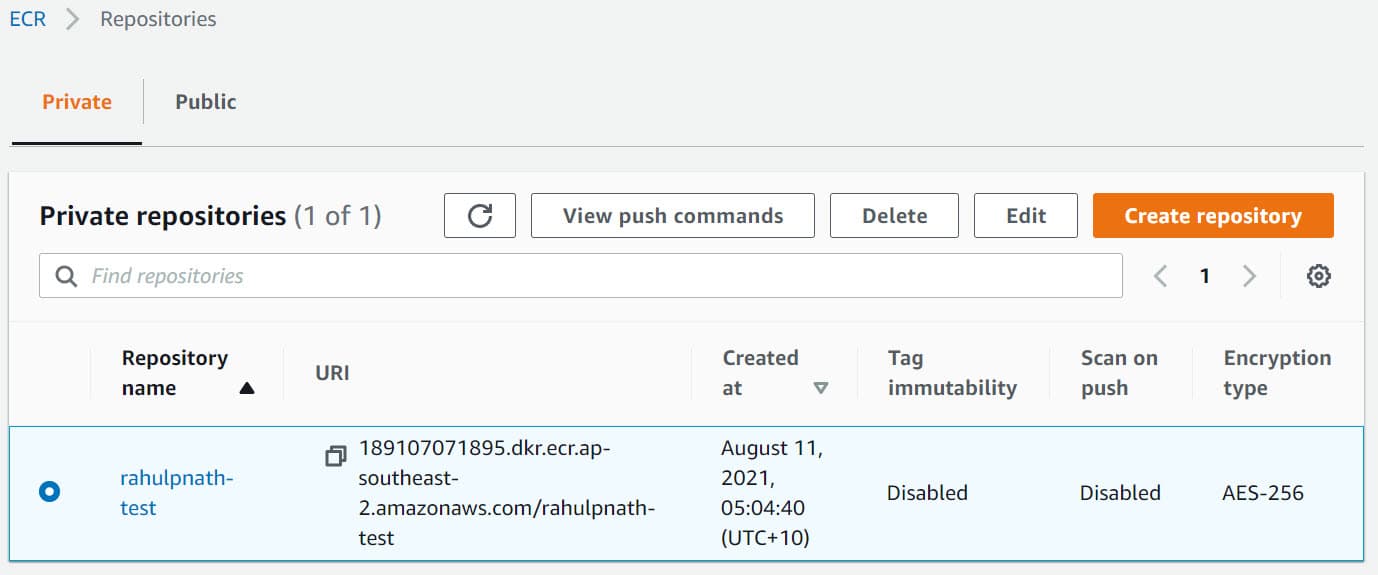 ECR Repositories
Private Public
Private repositories (1 of 1) View push commands Delete Edit Create repository
Find repositories 1
Repository name
URI
Created at
Tag immutability
Scan on push
Encryption type
rahulpnath-
test
189107071895.dkr.ecr.ap-
southeast-
2.amazonaws.com/rahulpnath-
test
August 11,
2021,
05:04:40
(UTC+10)
Disabled
Disabled
AES-256